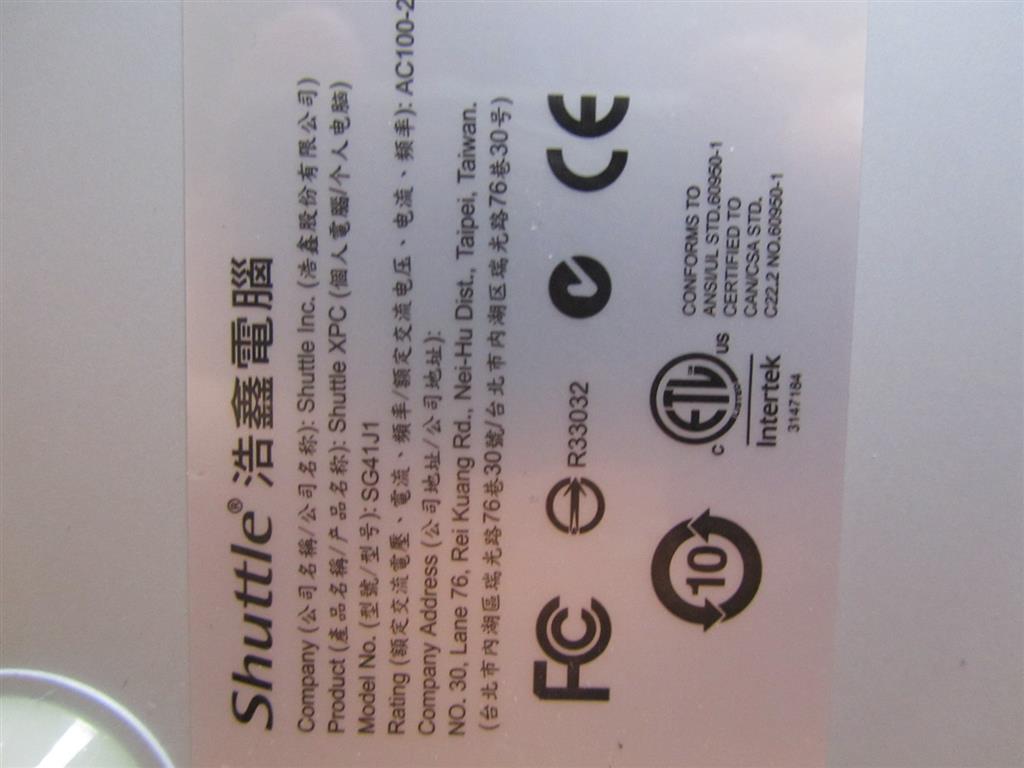 Shuttle® 浩鑫電腦
Company (公司名稱/公司名称): Shuttle Inc. (浩鑫股份有限公司)
Product (產品名稱/产品名称): Shuttle XPC (個人電腦/个人电脑)
Model No. (型號/型号): SG41J1
Rating (額定交流電壓、電流、頻率/额定交流电压、电流、频率): AC100-2
Company Address (公司地址/公司地址):
NO. 30, Lane 76, Rei Kuang Rd., Nei-Hu Dist., Taipei, Taiwan.
(台北市內湖區瑞光路76巷30號/台北市内湖区瑞光路76巷30号)
FC
R33032
CE
10
c ETL us
LISTED
Intertek
3147164
CONFORMS TO
ANSI/UL STD.60950-1
CERTIFIED TO
CAN/CSA STD.
C22.2 NO.60950-1